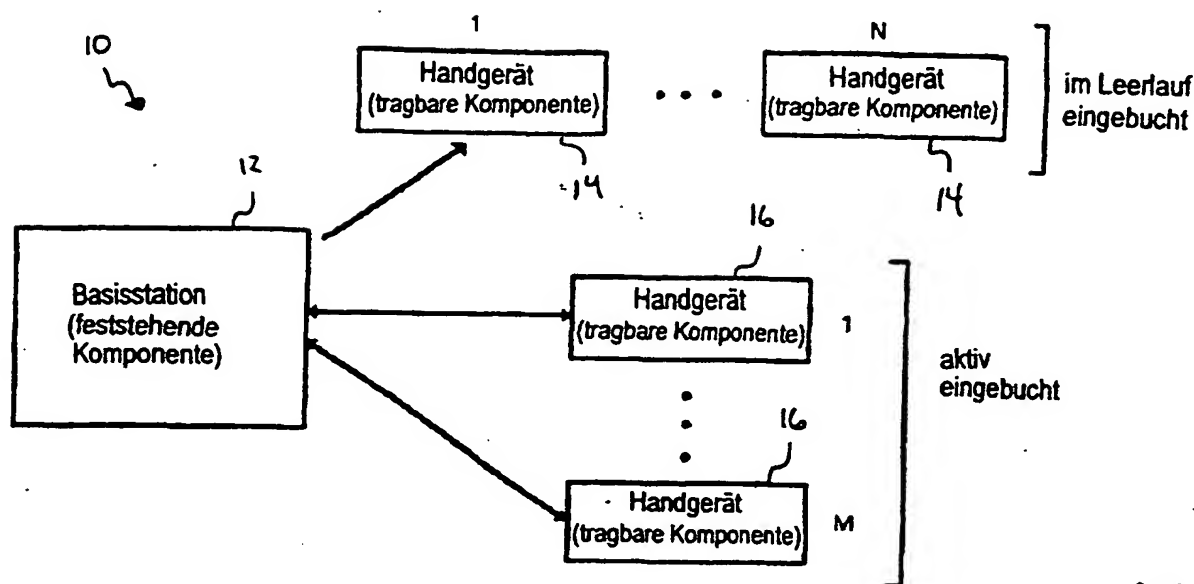 10
1
N
Handgerät
(tragbare Komponente)
Handgerät
(tragbare Komponente)
im Leerlauf
eingebucht
14
14
12
Basisstation
(feststehende
Komponente)
16
Handgerät
(tragbare Komponente)
1
aktiv
eingebucht
16
Handgerät
(tragbare Komponente)
M